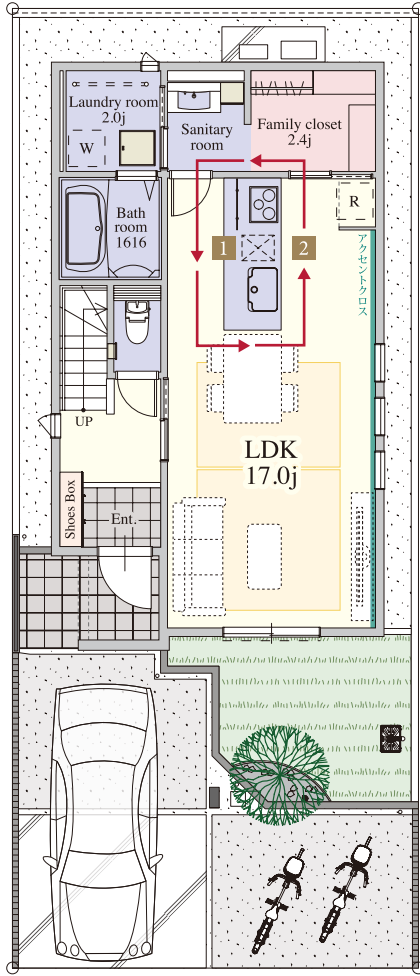 Laundry room
2.0j
W
Sanitary
room
Family closet
2.4j
R
Bath
room
1616
1
2
アクセントクロス
UP
LDK
17.0j
Shoes Box
Ent.